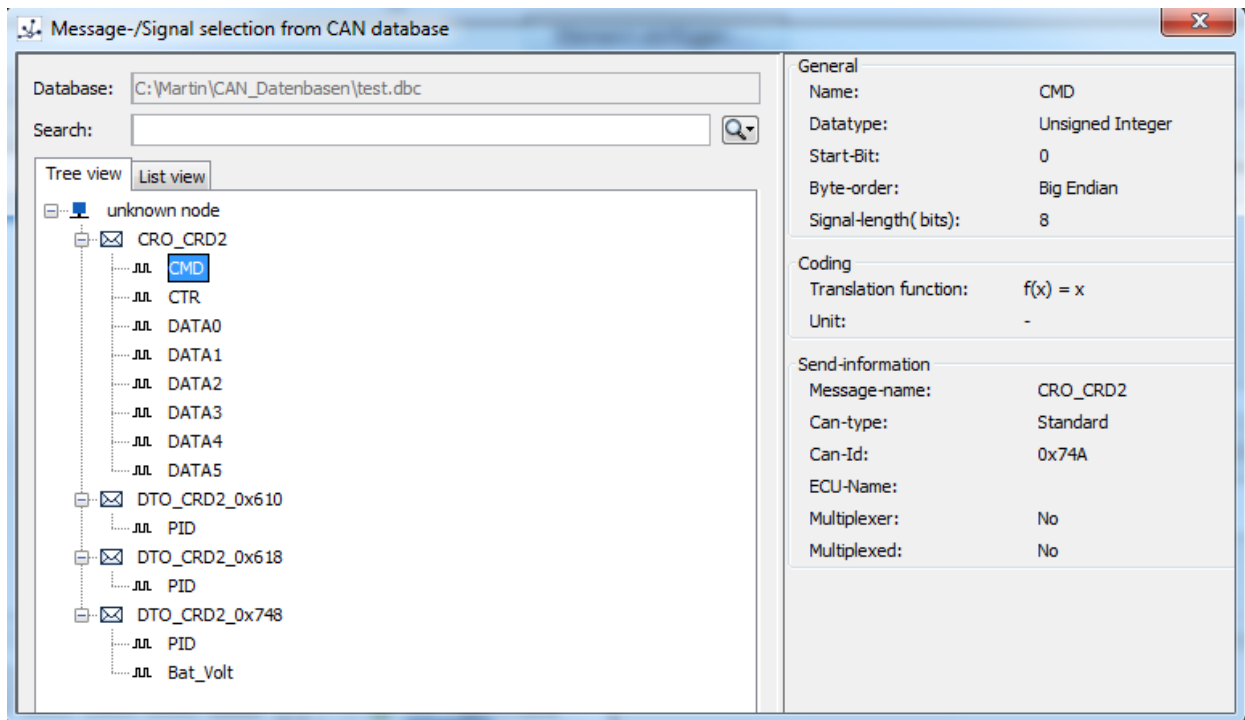 Message-/Signal selection from CAN database
Database: C:\Martin\CAN_Datenbasen\test.dbc
Search:
Tree view List view
unknown node
CRO_CRD2
CMD
CTR
DATA0
DATA1
DATA2
DATA3
DATA4
DATA5
DTO_CRD2_0x610
PID
DTO_CRD2_0x618
PID
DTO_CRD2_0x748
PID
Bat_Volt
General
Name: CMD
Datatype: Unsigned Integer
Start-Bit: 0
Byte-order: Big Endian
Signal-length( bits): 8
Coding
Translation function: f(x) = x
Unit: -
Send-information
Message-name: CRO_CRD2
Can-type: Standard
Can-Id: 0x74A
ECU-Name:
Multiplexer: No
Multiplexed: No